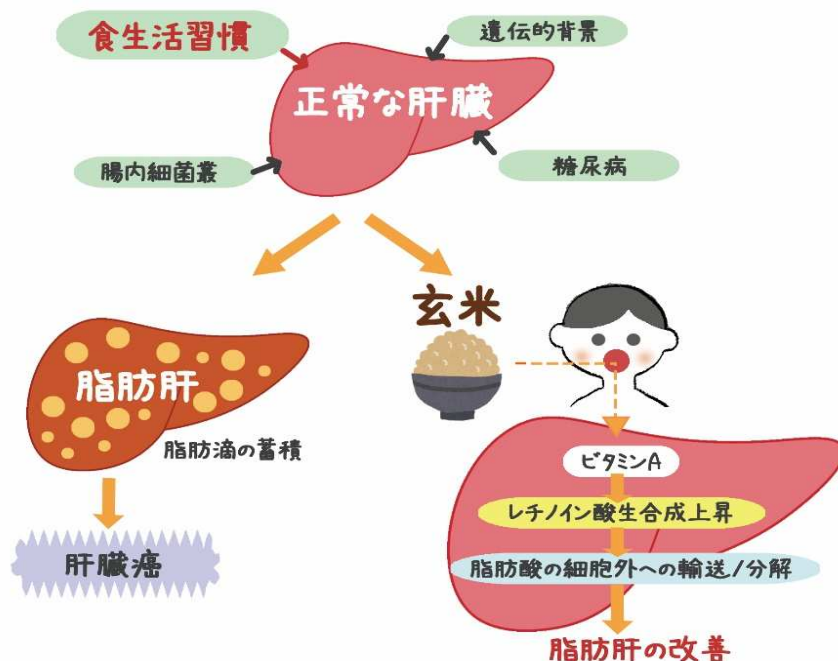 食生活習慣
遺伝的背景
正常な肝臓
腸内細菌叢
糖尿病
玄米
脂肪肝
脂肪滴の蓄積
肝臓癌
ビタミンA
レチノイン酸生合成上昇
脂肪酸の細胞外への輸送/分解
脂肪肝の改善